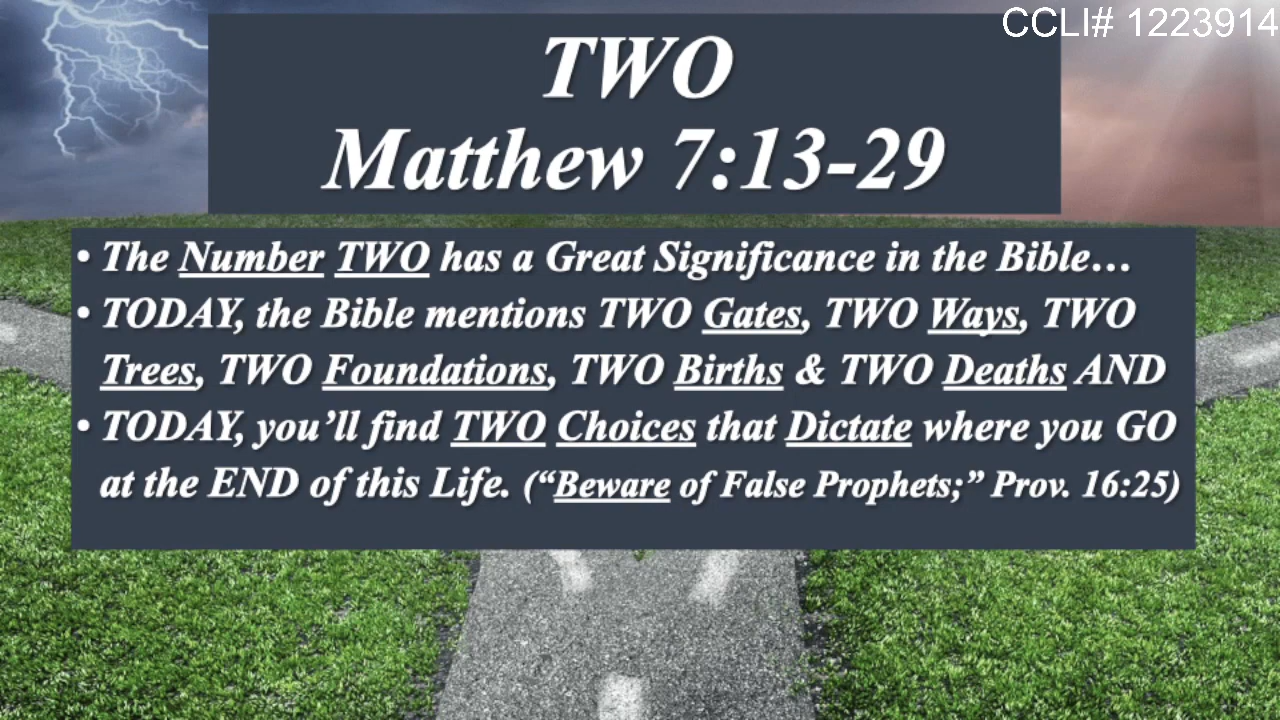 CCLI# 1223914
TWO
Matthew 7:13-29
• The Number TWO has a Great Significance in the Bible…
• TODAY, the Bible mentions TWO Gates, TWO Ways, TWO
Trees, TWO Foundations, TWO Births & TWO Deaths AND
• TODAY, you’ll find TWO Choices that Dictate where you GO
at the END of this Life. (“Beware of False Prophets;” Prov. 16:25)